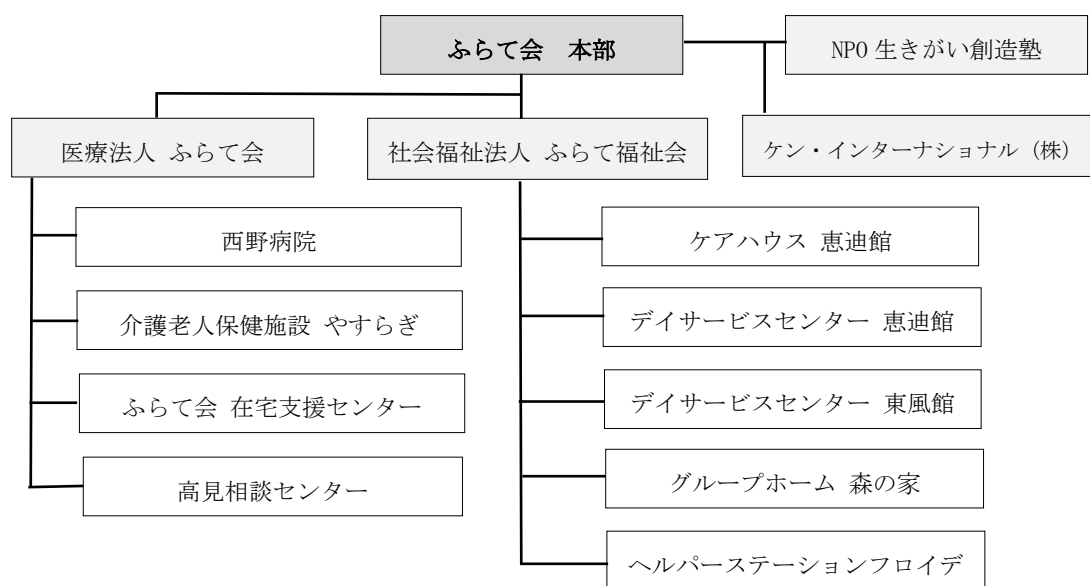 ふらて会　本部
NPO 生きがい創造塾
医療法人 ふらて会
社会福祉法人 ふらて福祉会
ケン・インターナショナル（株）
西野病院
介護老人保健施設 やすらぎ
ふらて会 在宅支援センター
高見相談センター
ケアハウス 恵迪館
デイサービスセンター 恵迪館
デイサービスセンター 東風館
グループホーム 森の家
ヘルパーステーションフロイデ